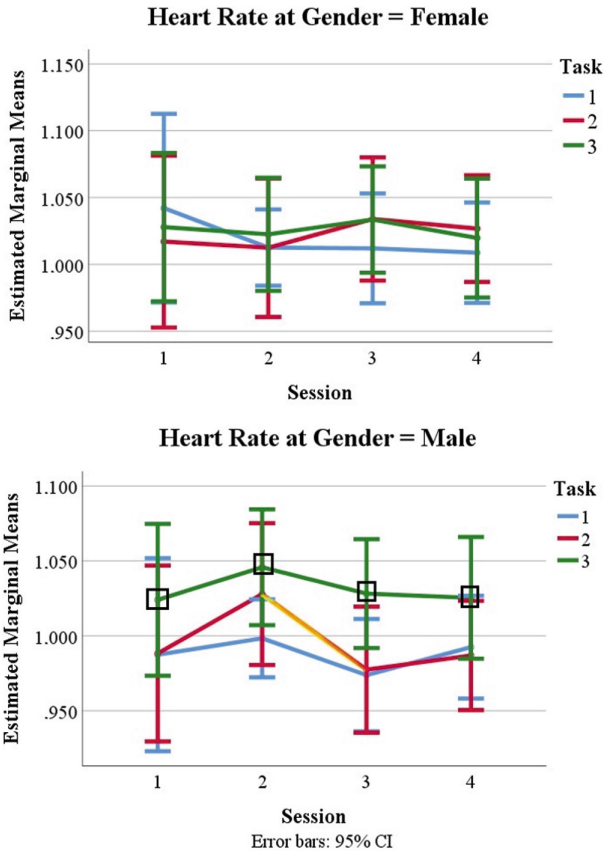 Heart Rate at Gender = Female
Estimated Marginal Means
1.150
1.100
1.050
1.000
.950
1 2 3 4
Session
Task
1
2
3
Heart Rate at Gender = Male
Estimated Marginal Means
1.100
1.050
1.000
.950
1 2 3 4
Session
Error bars: 95% CI
Task
1
2
3